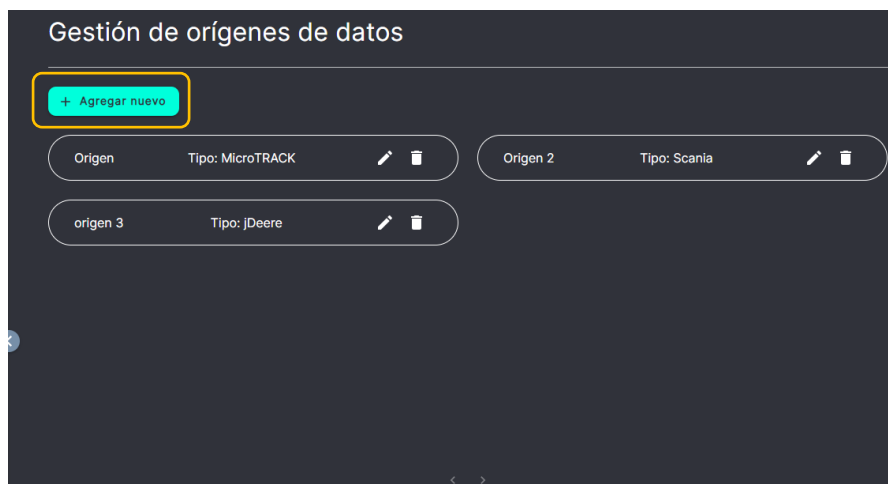 Gestión de orígenes de datos
+ Agregar nuevo
Origen Tipo: MicroTRACK
Origen 2 Tipo: Scania
origen 3 Tipo: jDeere